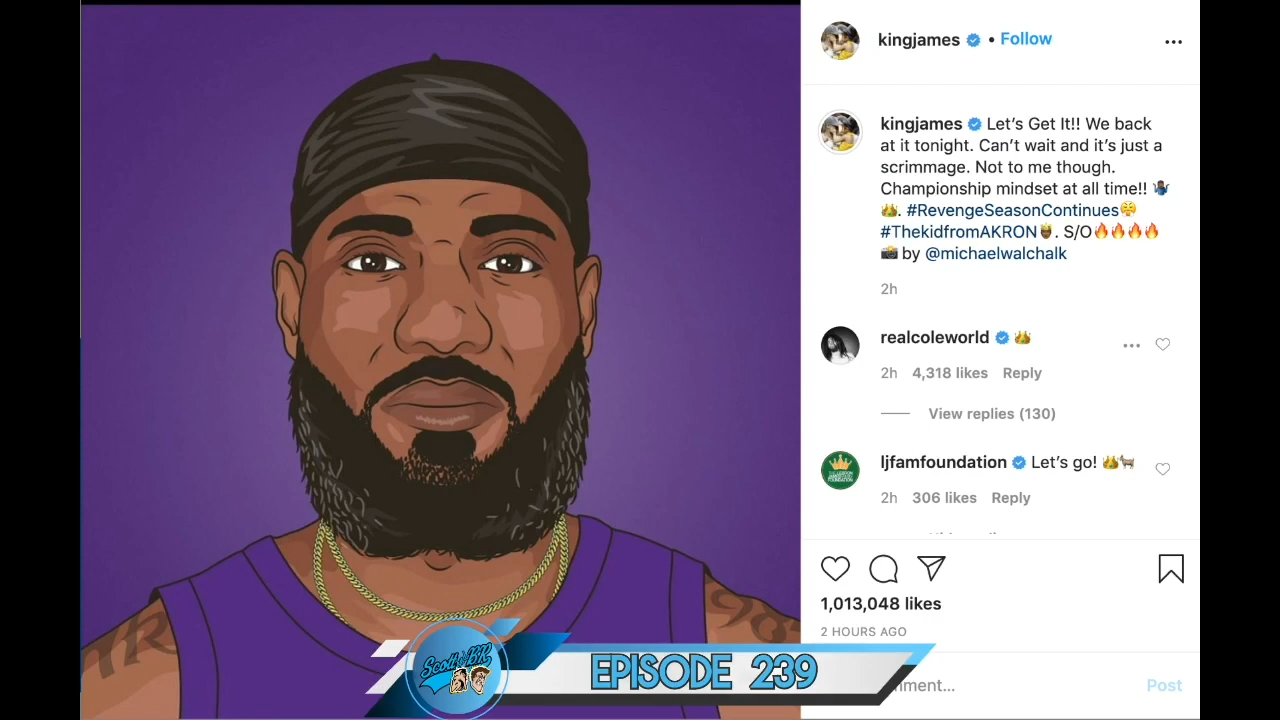 kingjames • Follow
kingjames Let's Get It!! We back
at it tonight. Can't wait and it's just a
scrimmage. Not to me though.
Championship mindset at all time!! 🤷🏾‍♂️
👑. #RevengeSeasonContinues😤
#ThekidfromAKRON🤴🏾. S/O🔥🔥🔥🔥
📸 by @michaelwalchalk
2h
realcoleworld 👑
2h 4,318 likes Reply
View replies (130)
ljfamfoundation Let's go! 👑🐐
2h 306 likes Reply
1,013,048 likes
2 HOURS AGO
Post
Scott & Bil
EPISODE 239